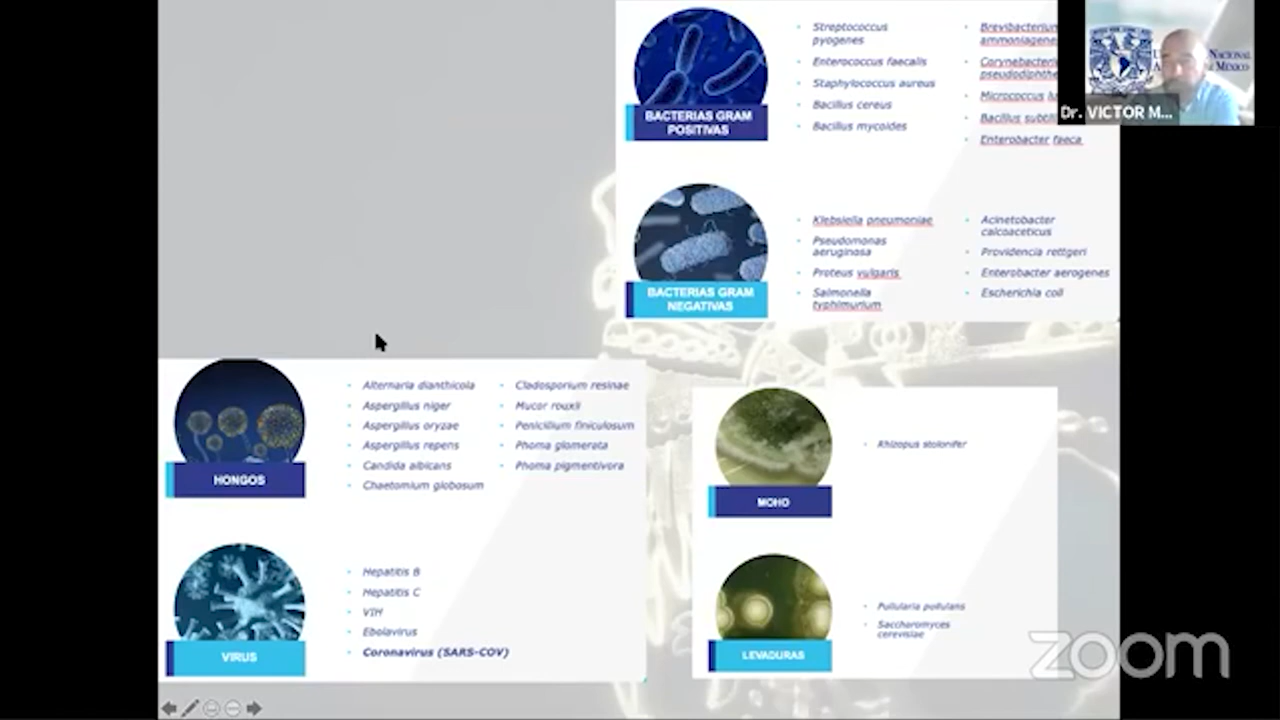 BACTERIAS GRAM
POSITIVAS
Streptococcus
pyogenes
Enterococcus faecalis
Staphylococcus aureus
Bacillus cereus
Bacillus mycoides
Brevibacterium
Micrococcus
Bacillus
Enterobacter faeca
NACIONAL
MÉXICO
Dr. VICTOR M...
BACTERIAS GRAM
NEGATIVAS
Klebsiella pneumoniae
Pseudomonas
aeruginosa
Proteus vulgaris
Salmonella
typhimurium
Acinetobacter
calcoaceticus
Providencia rettgeri
Enterobacter aerogenes
Escherichia coli
HONGOS
Alternaria dianthicola
Aspergillus niger
Aspergillus oryzae
Aspergillus repens
Candida albicans
Chaetomium globosum
Cladosporium resinae
Mucor rouxii
Penicillium finiculosum
Phoma glomerata
Phoma pigmentivora
MOHO
Rhizopus stolonifer
VIRUS
Hepatitis B
Hepatitis C
VIH
Ebolavirus
Coronavirus (SARS-COV)
LEVADURAS
Pullularia pollulans
Saccharomyces
cerevisiae
zoom